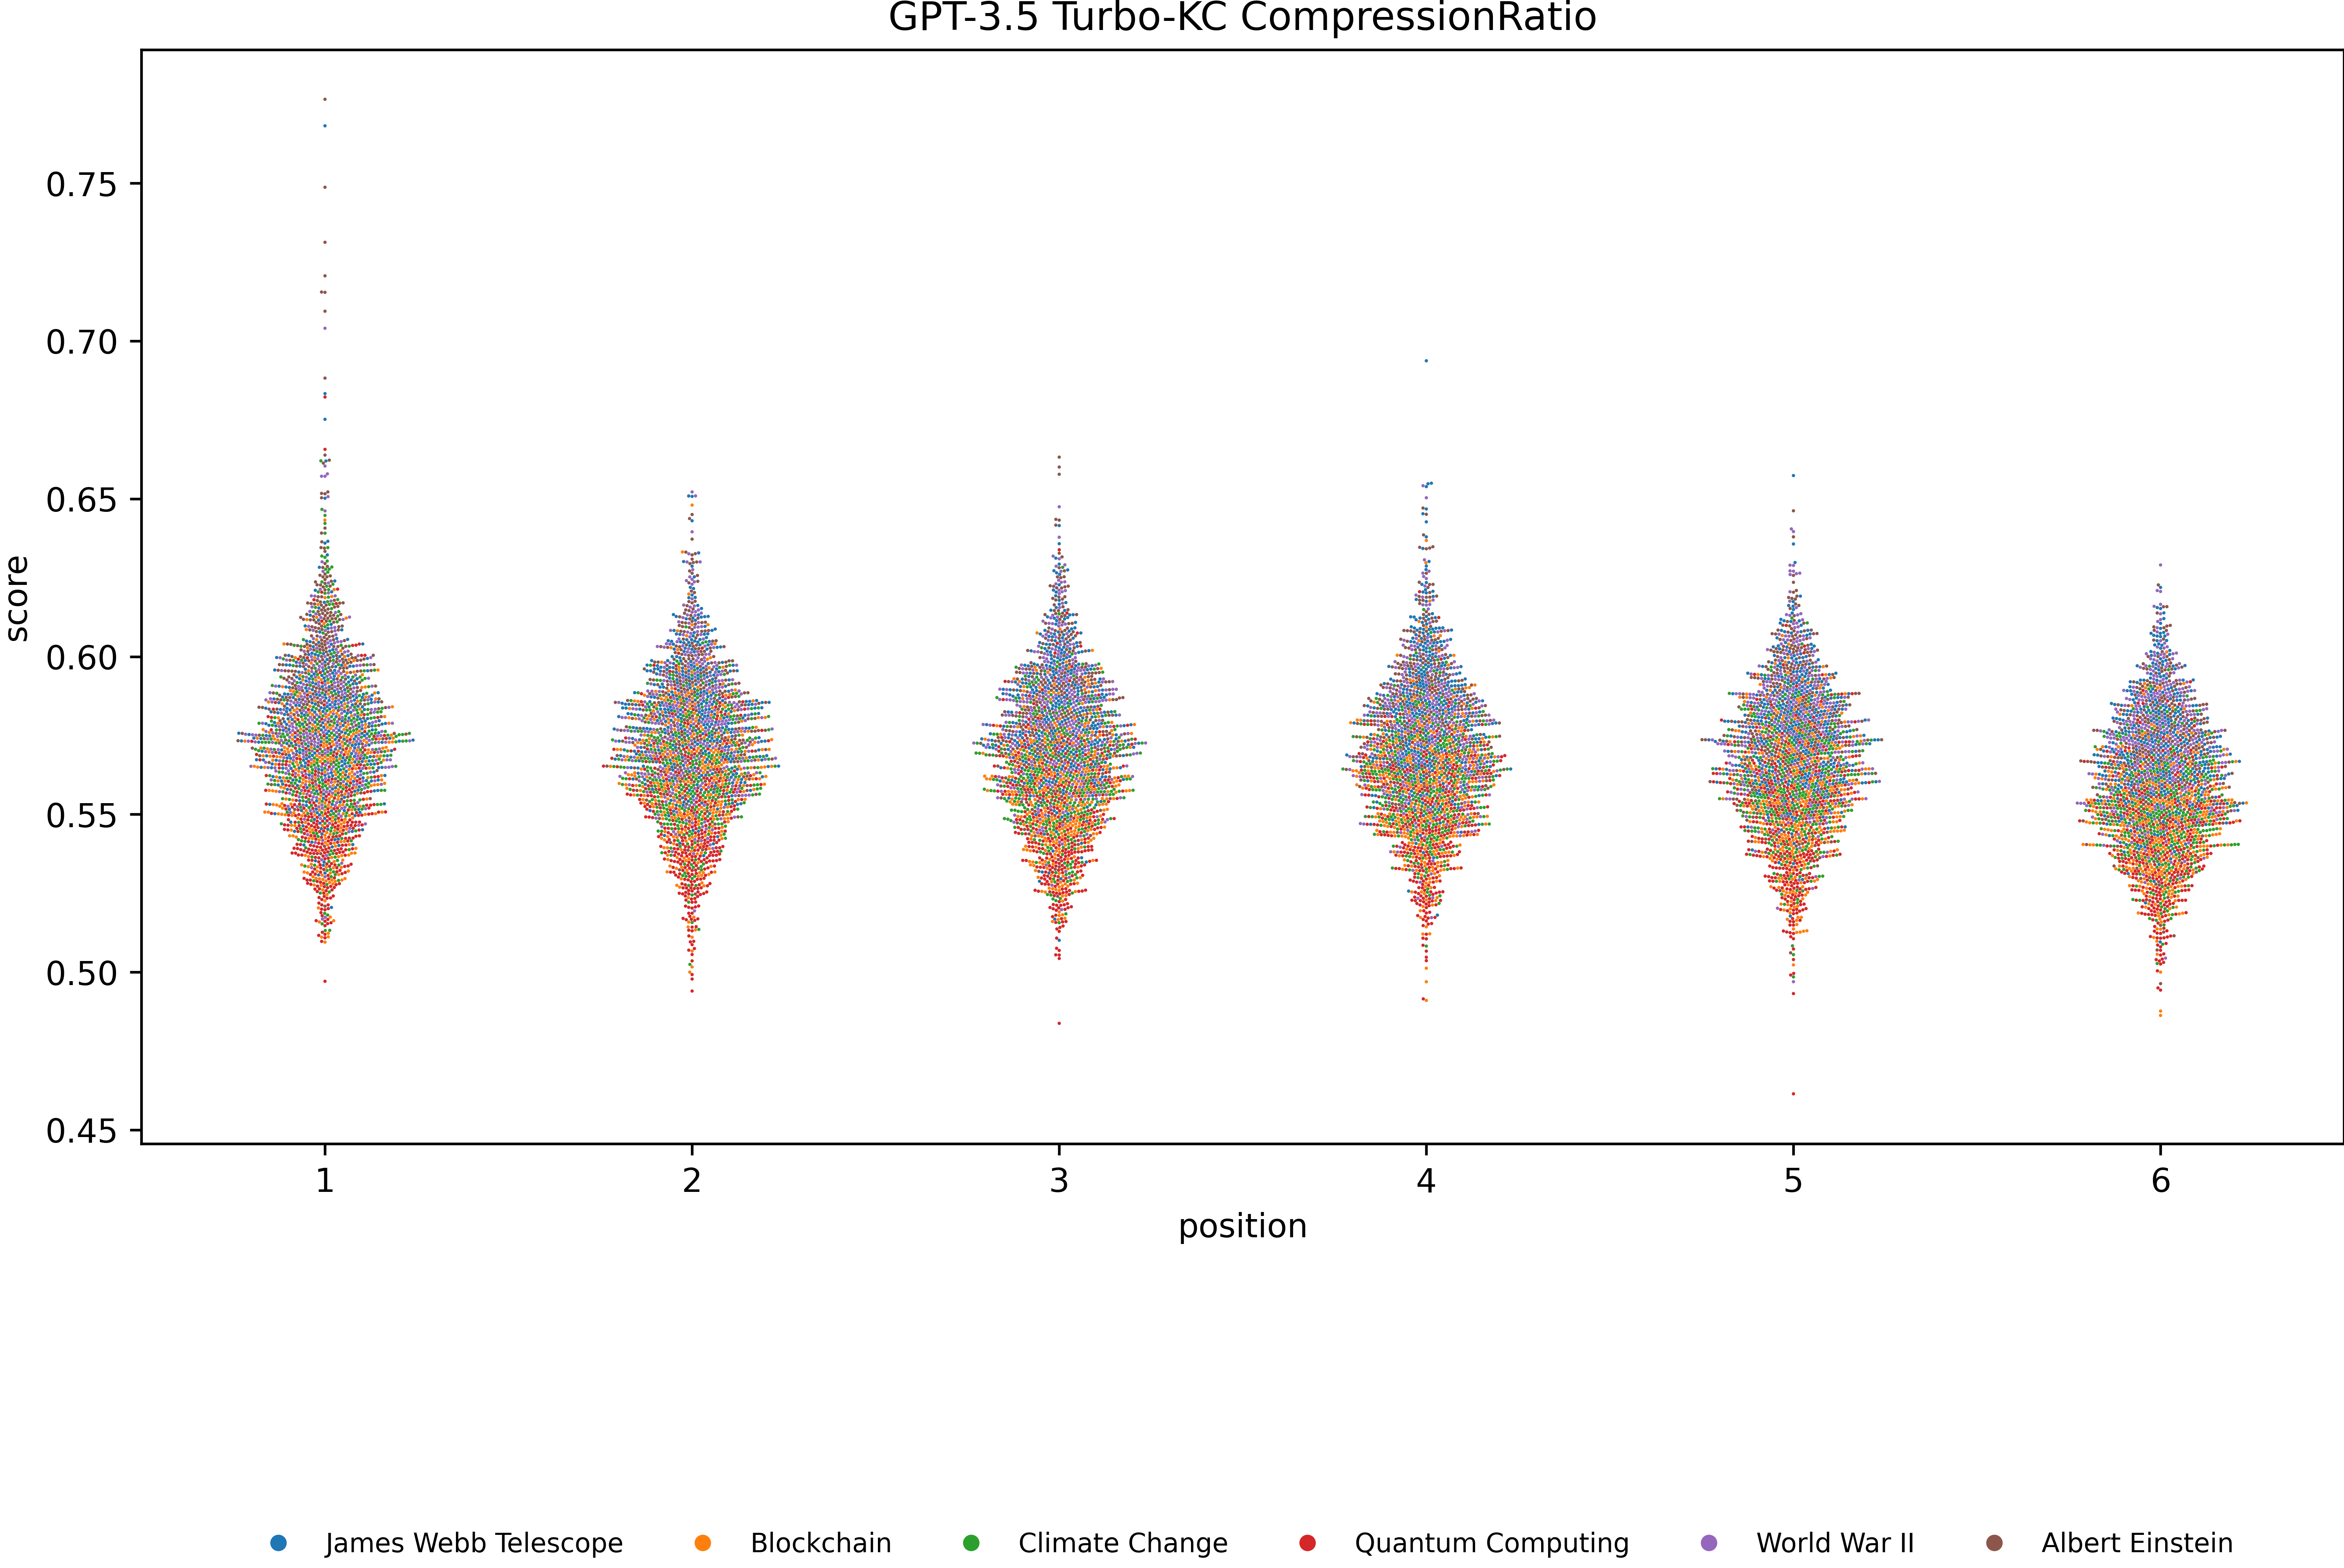 GPT-3.5 Turbo-KC CompressionRatio
score
0.75
0.70
0.65
0.60
0.55
0.50
0.45
1 2 3 4 5 6
position
James Webb Telescope Blockchain Climate Change Quantum Computing World War II Albert Einstein